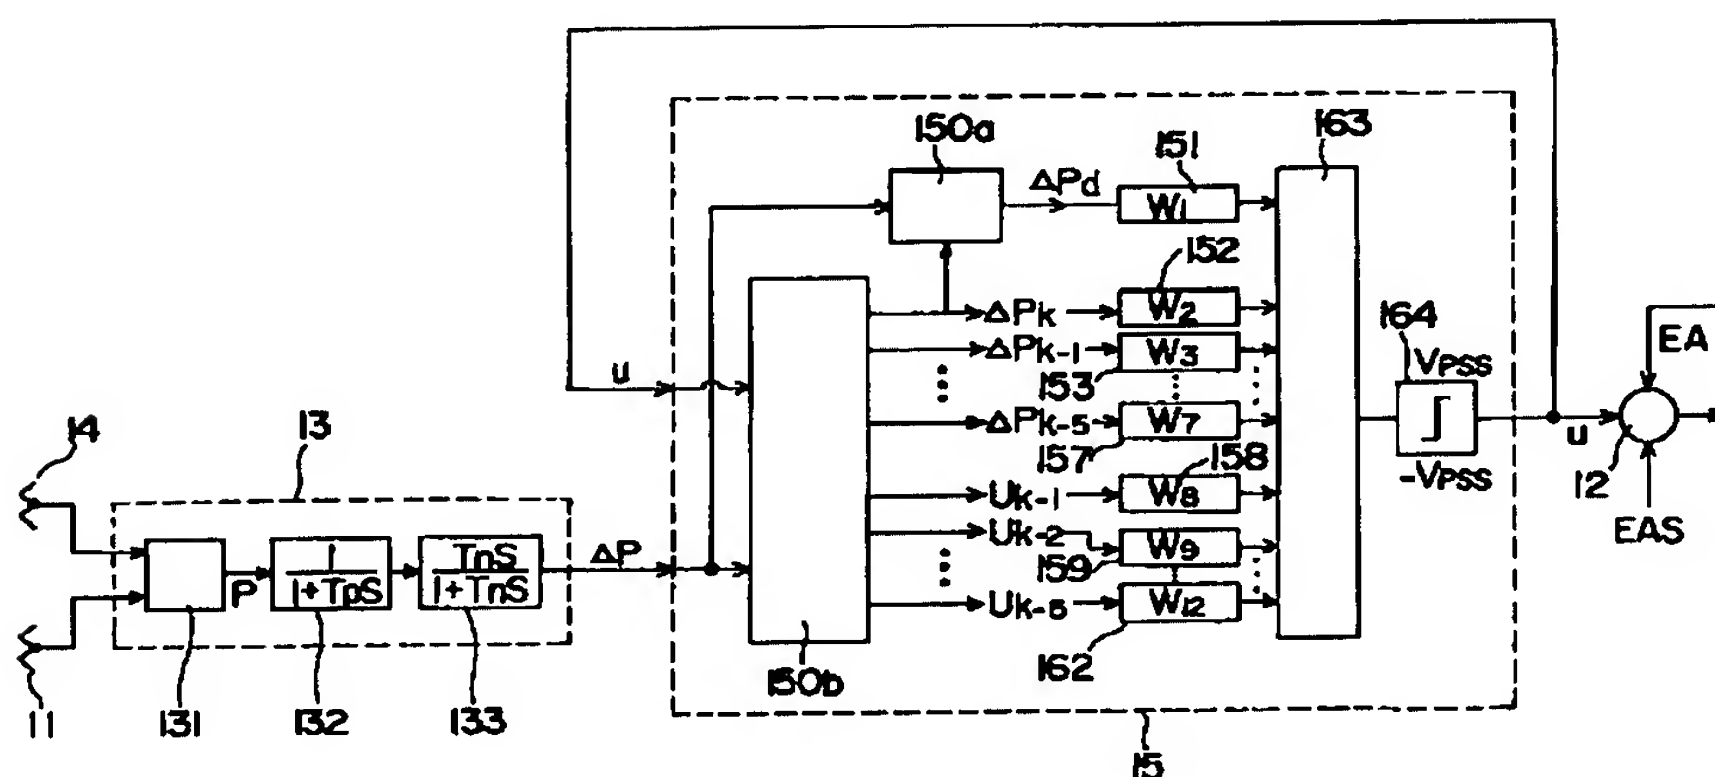 150a
151
163
ΔPd
W1
152
ΔPk
W2
164
EA
ΔPk-1
W3
VPSS
153
u
14
13
ΔPk-5
W7
u
157
158
-VPSS
12
Uk-1
W8
EAS
Uk-2
W9
159
P
1
1+TPS
TnS
1+TnS
ΔP
Uk-5
W12
162
150b
11
131
132
133
15